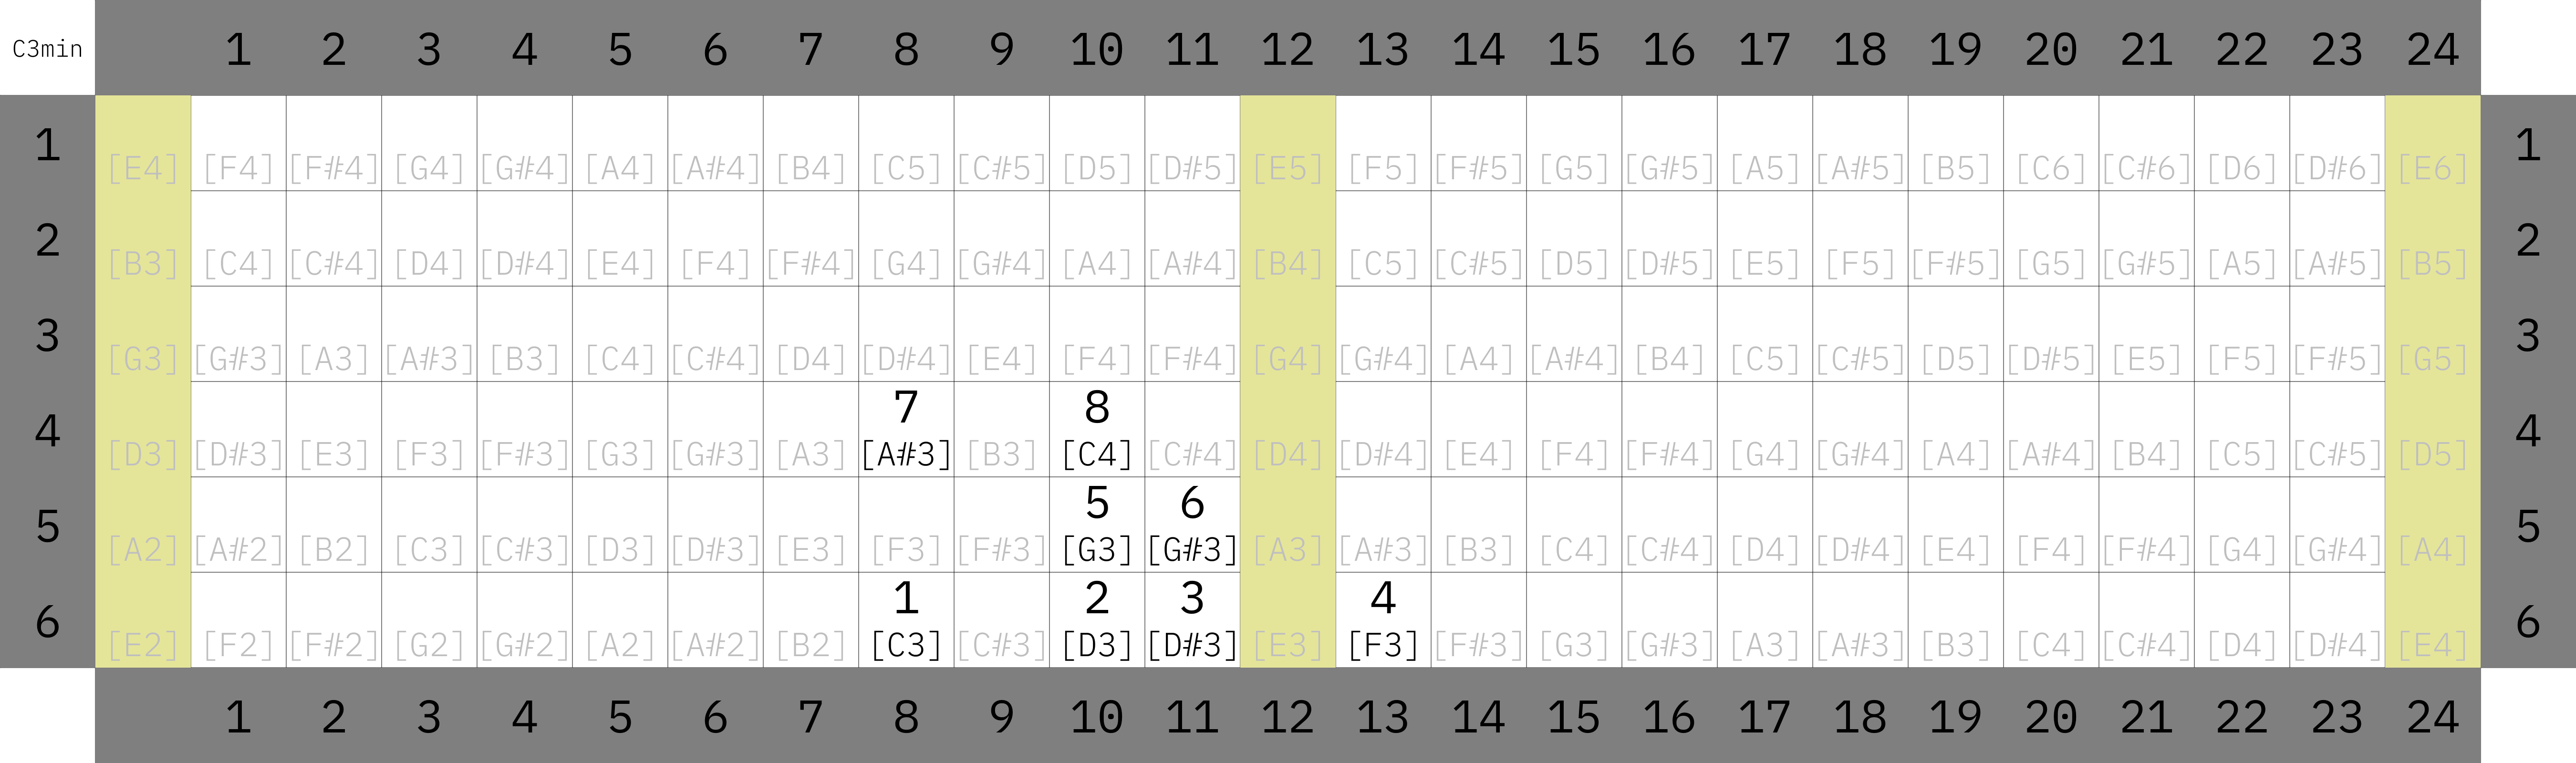 C3min 1 2 3 4 5 6 7 8 9 10 11 12 13 14 15 16 17 18 19 20 21 22 23 24
1 [E4] [F4] [F#4] [G4] [G#4] [A4] [A#4] [B4] [C5] [C#5] [D5] [D#5] [E5] [F5] [F#5] [G5] [G#5] [A5] [A#5] [B5] [C6] [C#6] [D6] [D#6] [E6] 1
2 [B3] [C4] [C#4] [D4] [D#4] [E4] [F4] [F#4] [G4] [G#4] [A4] [A#4] [B4] [C5] [C#5] [D5] [D#5] [E5] [F5] [F#5] [G5] [G#5] [A5] [A#5] [B5] 2
3 [G3] [G#3] [A3] [A#3] [B3] [C4] [C#4] [D4] [D#4] [E4] [F4] [F#4] [G4] [G#4] [A4] [A#4] [B4] [C5] [C#5] [D5] [D#5] [E5] [F5] [F#5] [G5] 3
7 8
4 [D3] [D#3] [E3] [F3] [F#3] [G3] [G#3] [A3] [A#3] [B3] [C4] [C#4] [D4] [D#4] [E4] [F4] [F#4] [G4] [G#4] [A4] [A#4] [B4] [C5] [C#5] [D5] 4
5 6
5 [A2] [A#2] [B2] [C3] [C#3] [D3] [D#3] [E3] [F3] [F#3] [G3] [G#3] [A3] [A#3] [B3] [C4] [C#4] [D4] [D#4] [E4] [F4] [F#4] [G4] [G#4] [A4] 5
1 2 3 4
6 [E2] [F2] [F#2] [G2] [G#2] [A2] [A#2] [B2] [C3] [C#3] [D3] [D#3] [E3] [F3] [F#3] [G3] [G#3] [A3] [A#3] [B3] [C4] [C#4] [D4] [D#4] [E4] 6
1 2 3 4 5 6 7 8 9 10 11 12 13 14 15 16 17 18 19 20 21 22 23 24